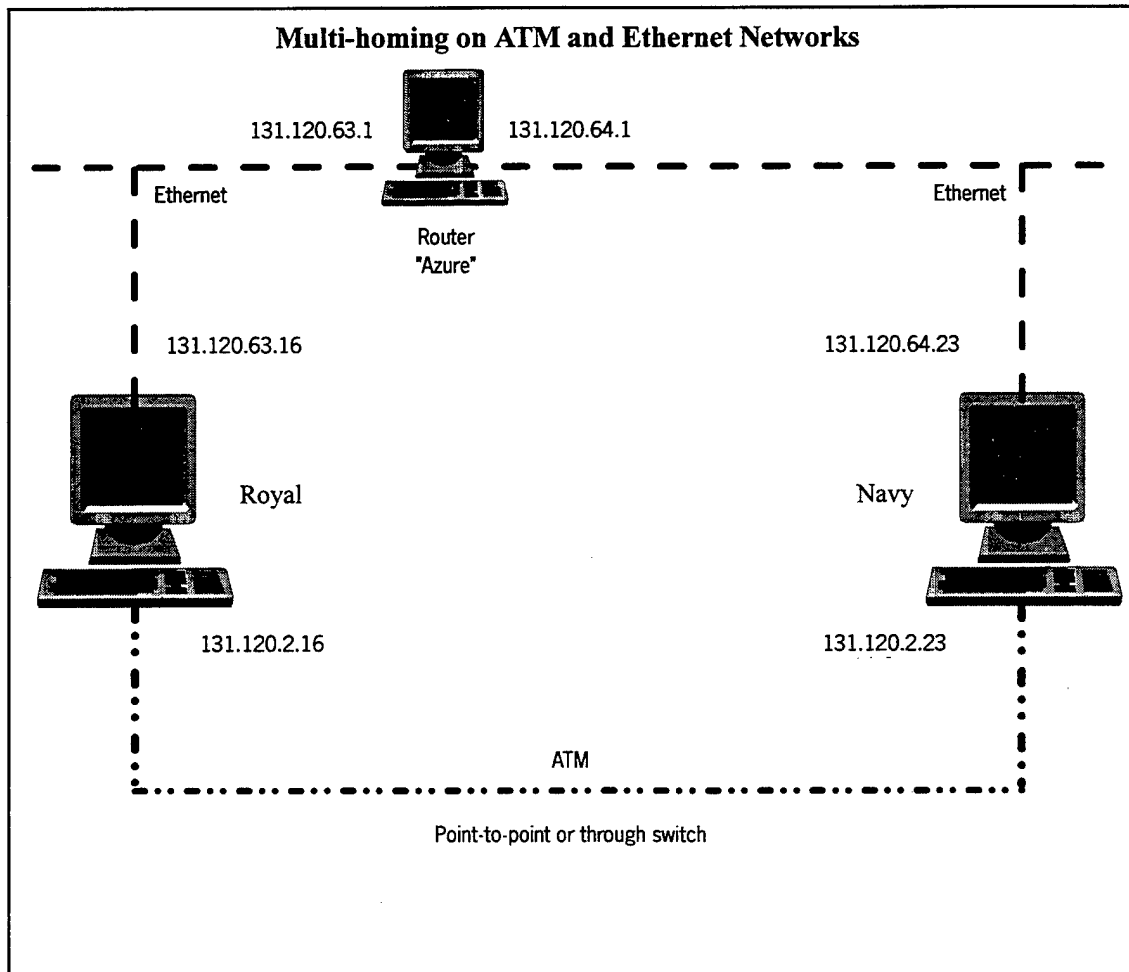 Multi-homing on ATM and Ethernet Networks
131.120.63.1
131.120.64.1
Ethernet
Ethernet
Router
"Azure"
131.120.63.16
131.120.64.23
Royal
Navy
131.120.2.16
131.120.2.23
ATM
Point-to-point or through switch